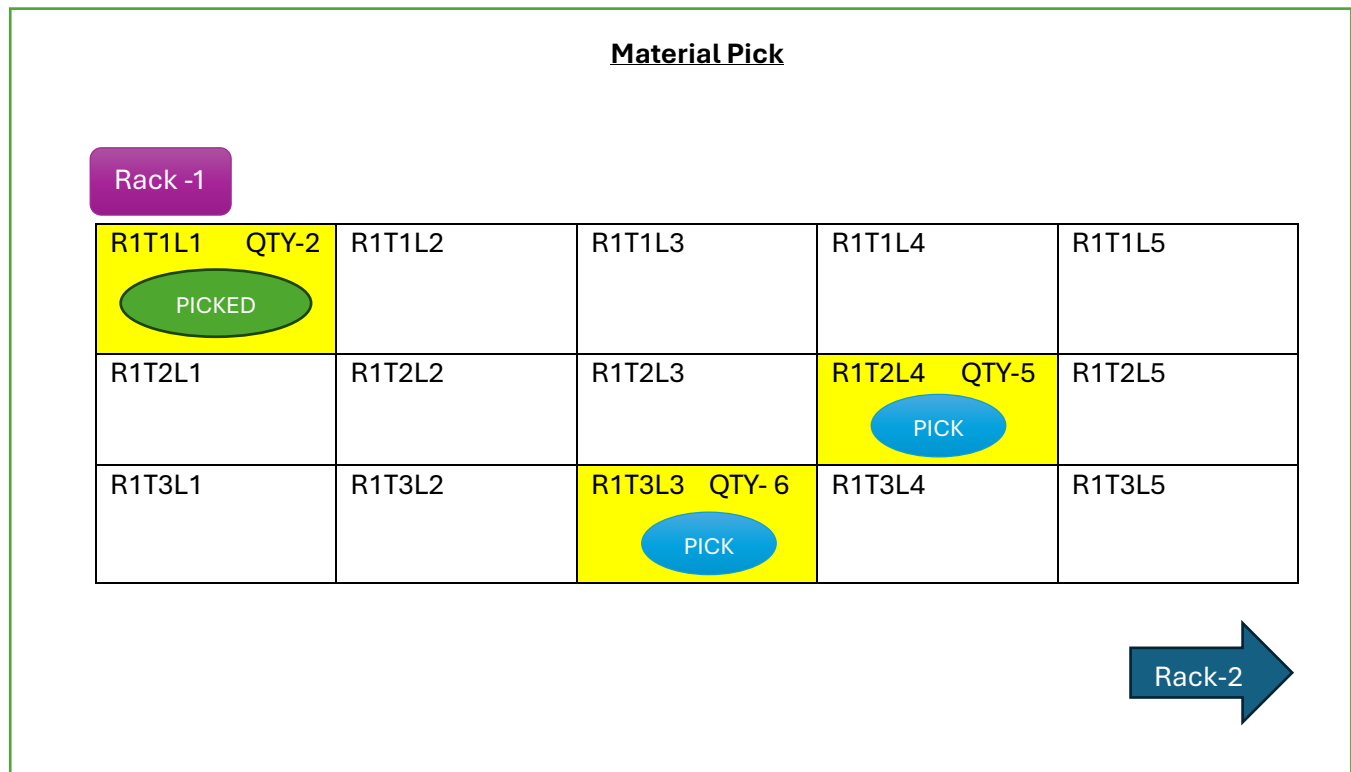 Material Pick
Rack -1
R1T1L1 QTY-2 R1T1L2 R1T1L3 R1T1L4 R1T1L5
PICKED
R1T2L1 R1T2L2 R1T2L3 R1T2L4 QTY-5 R1T2L5
PICK
R1T3L1 R1T3L2 R1T3L3 QTY- 6 R1T3L4 R1T3L5
PICK
Rack-2